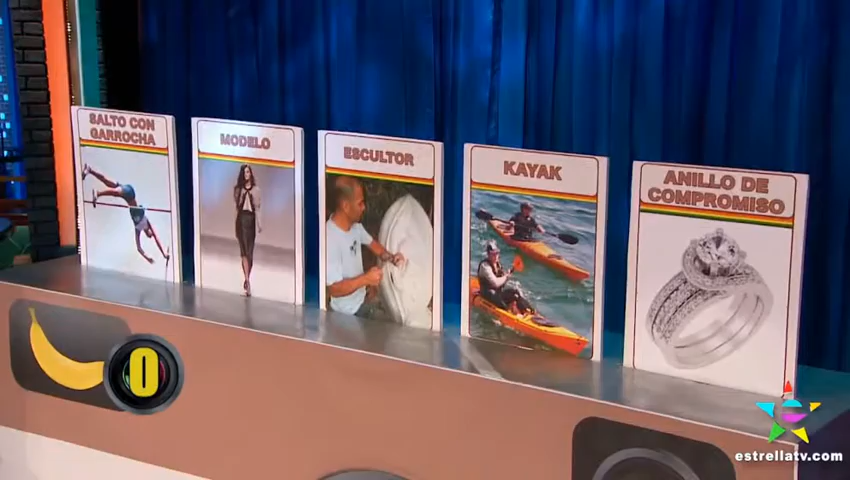 SALTO CON
GARROCHA
MODELO
ESCULTOR
KAYAK
ANILLO DE
COMPROMISO
0
estrellatv.com